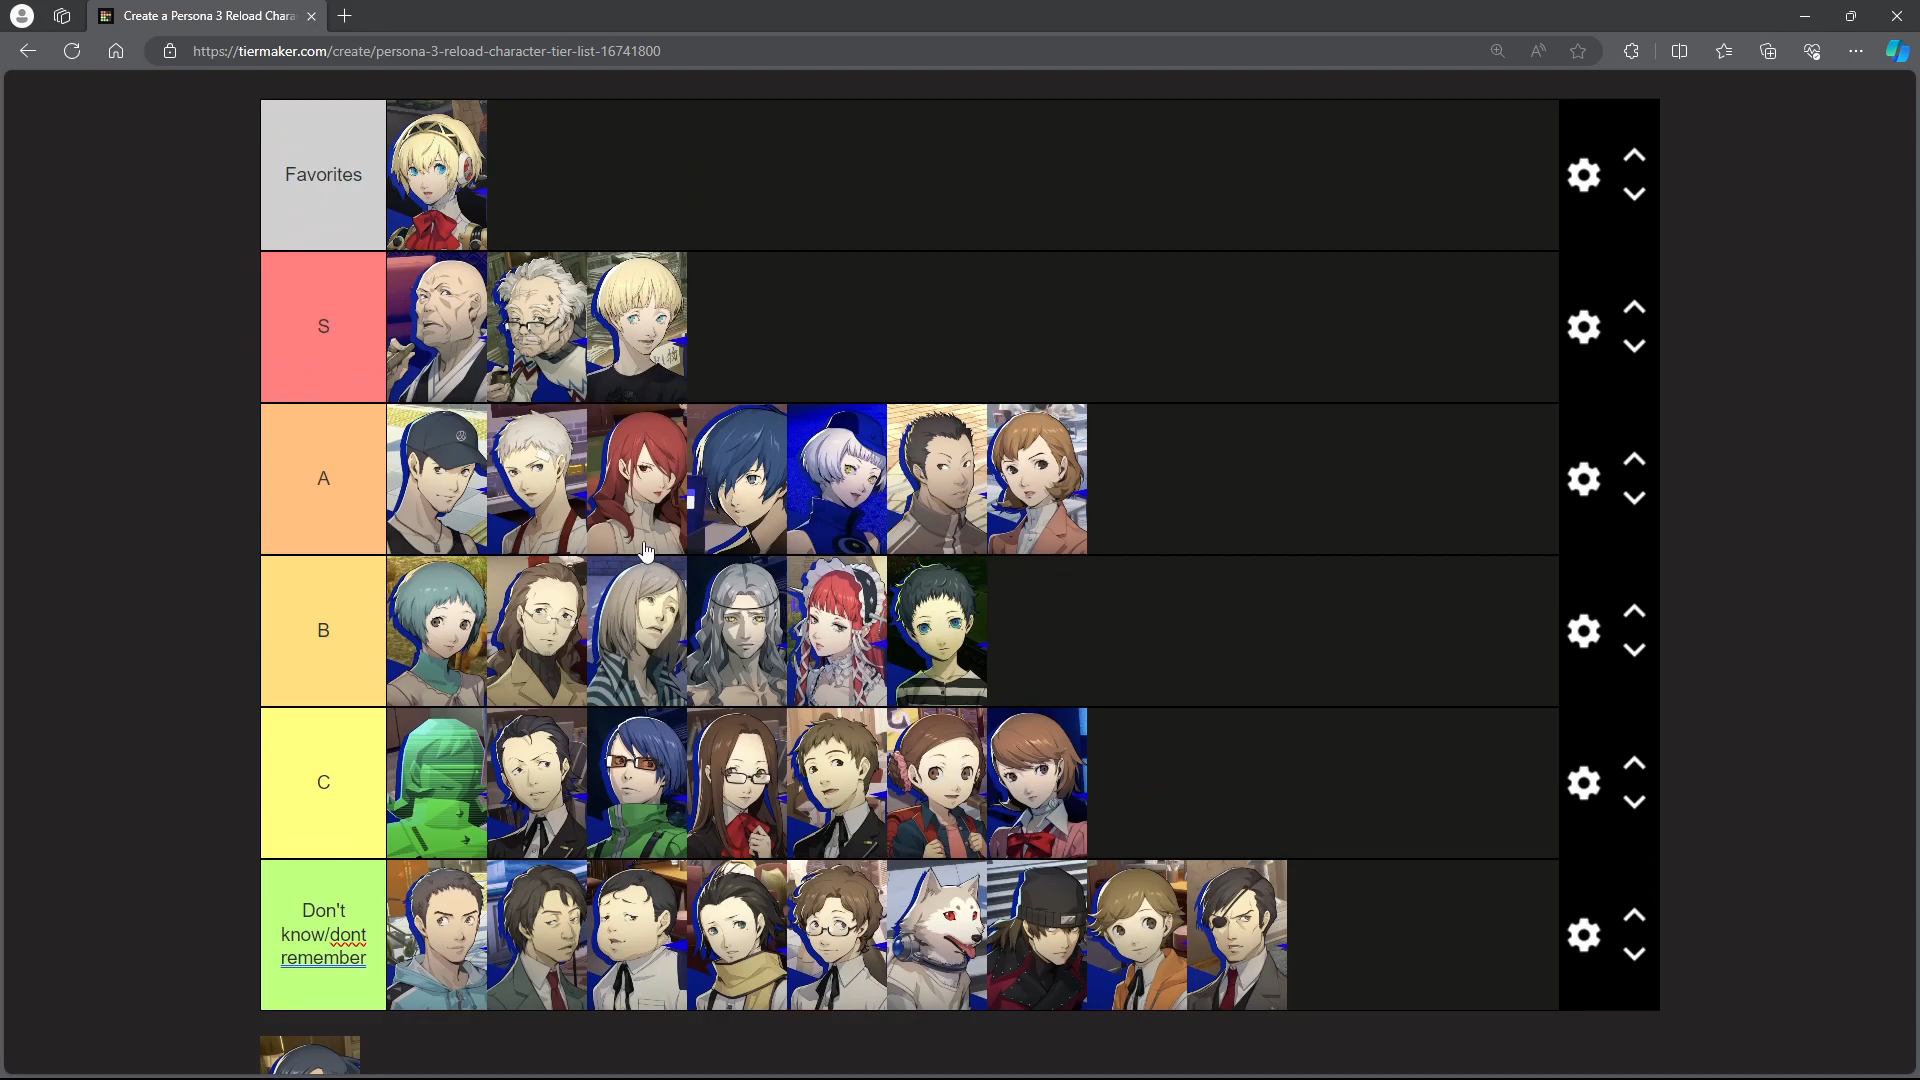 Create a Persona 3 Reload Chara
https://tiermaker.com/create/persona-3-reload-character-tier-list-16741800
Favorites
S
A
B
C
Don't
know/dont
remember